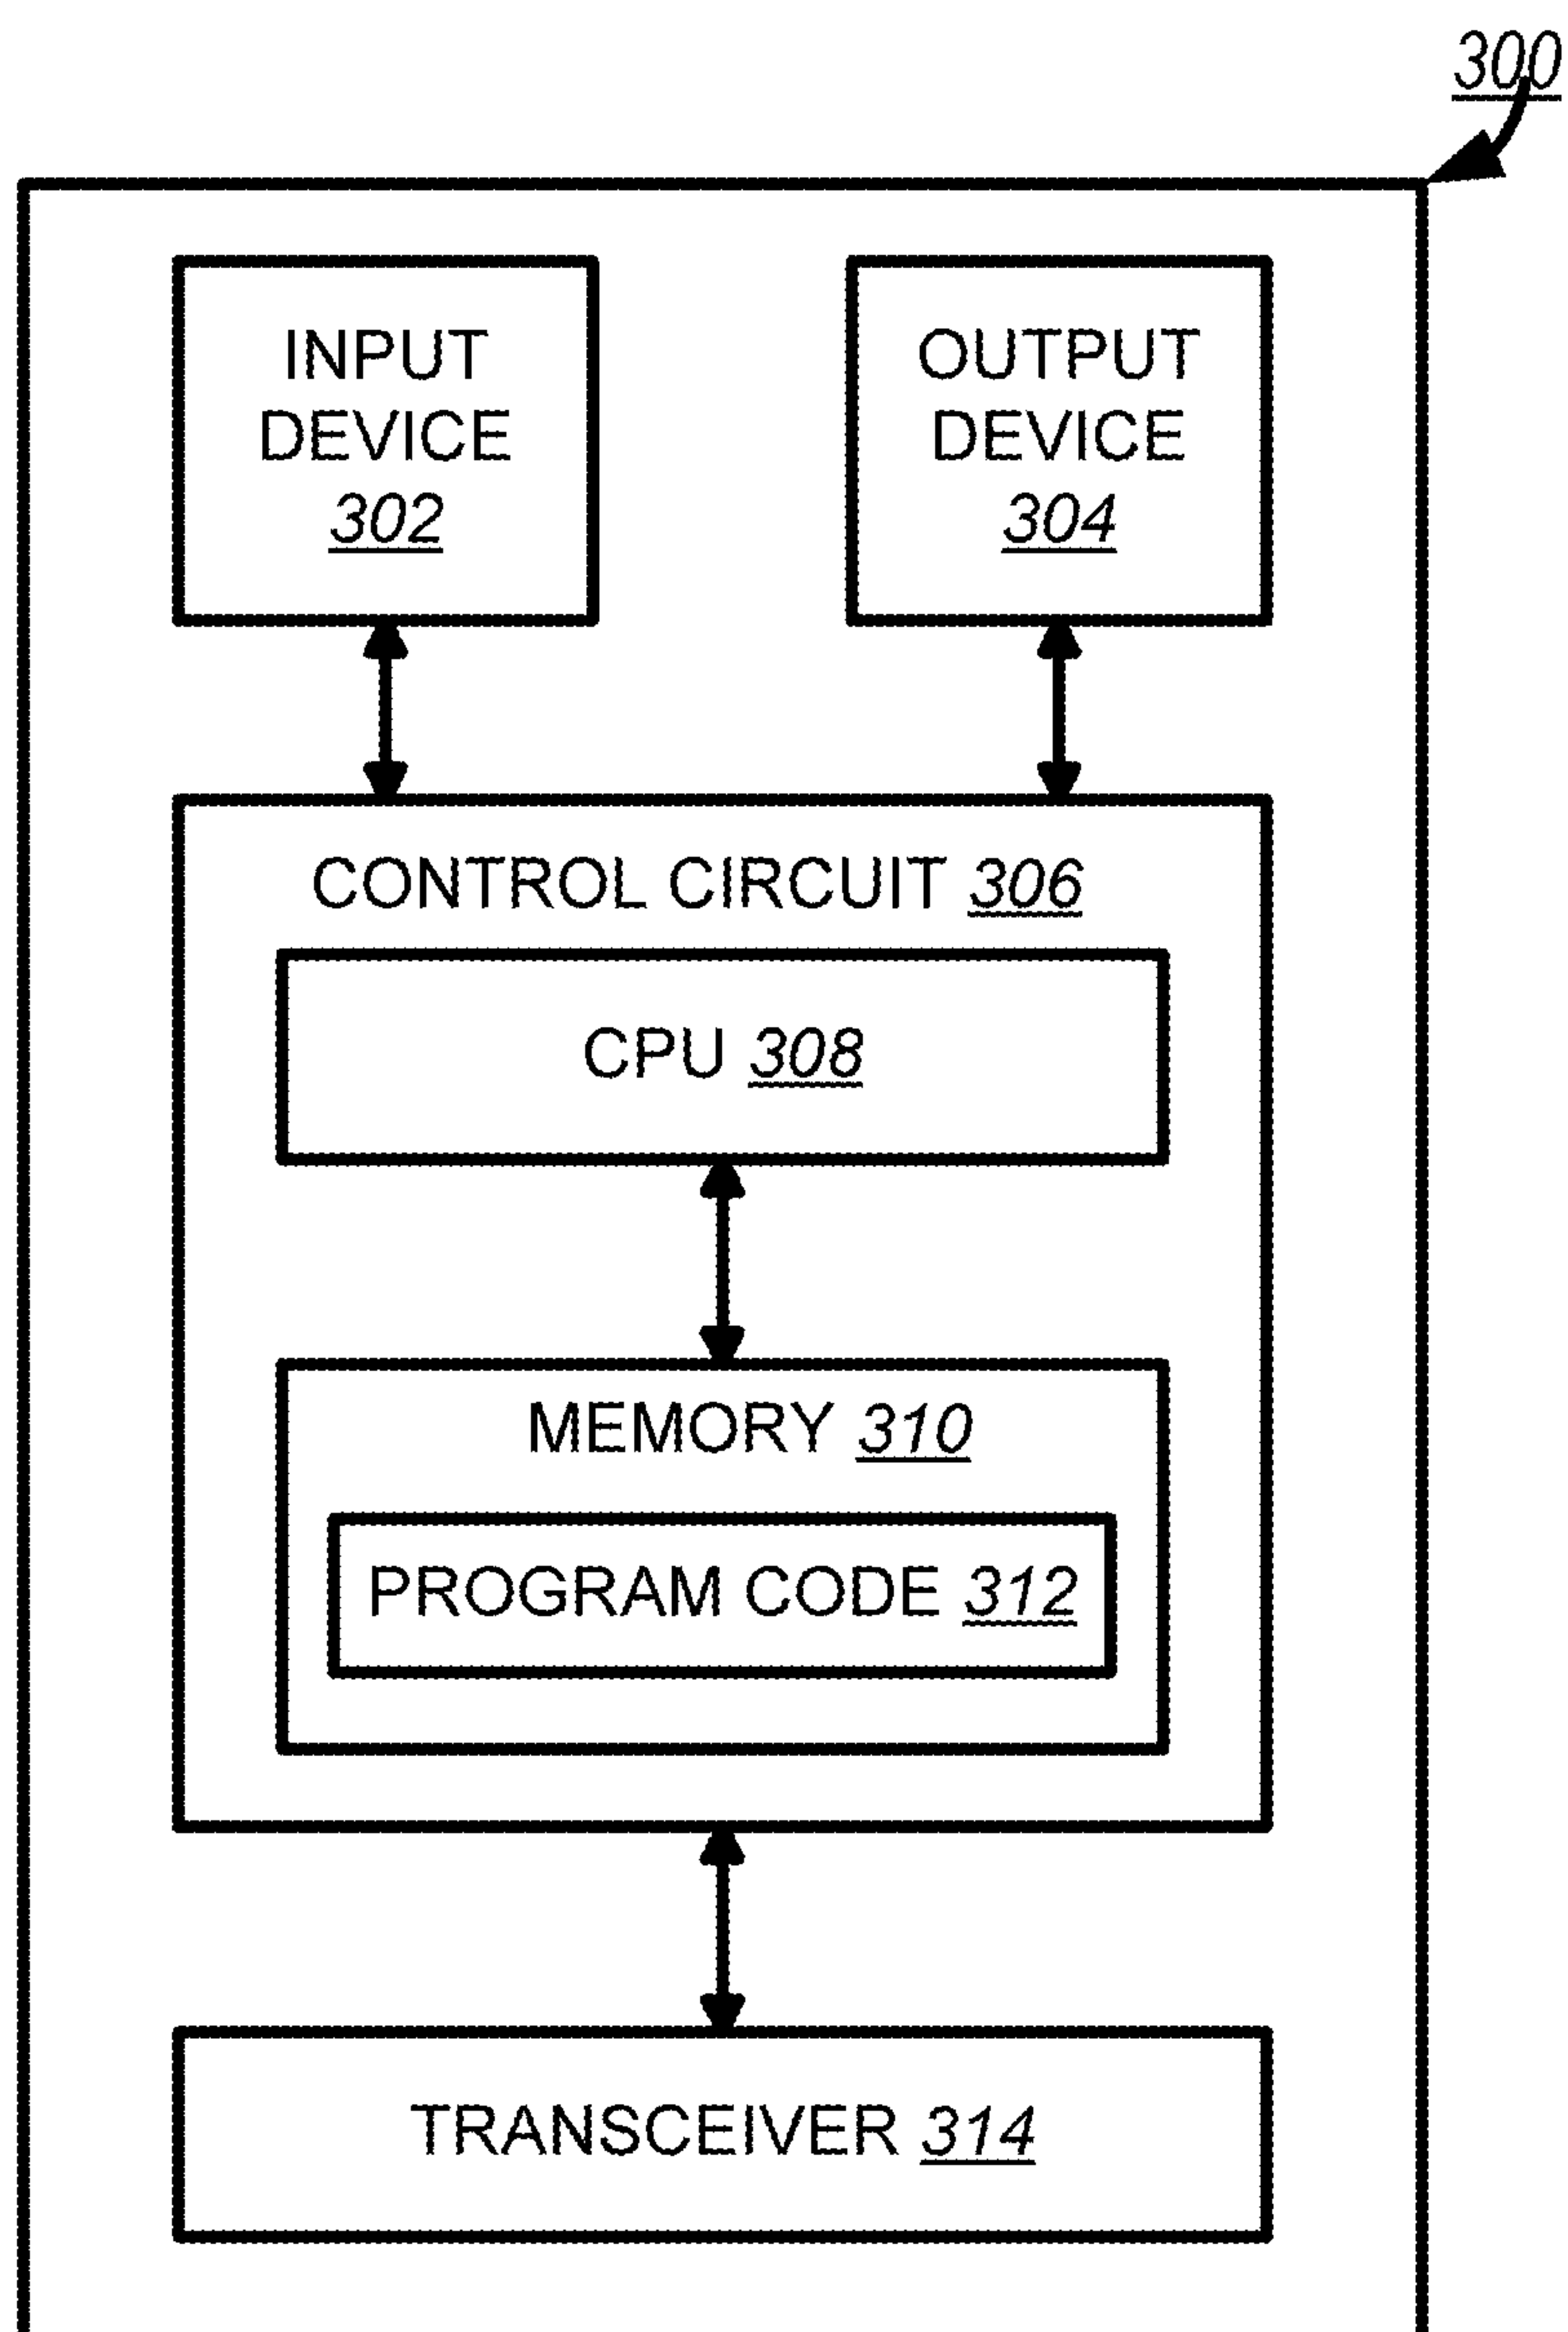 300
INPUT
DEVICE
302
OUTPUT
DEVICE
304
CONTROL CIRCUIT 306
CPU 308
MEMORY 310
PROGRAM CODE 312
TRANSCEIVER 314